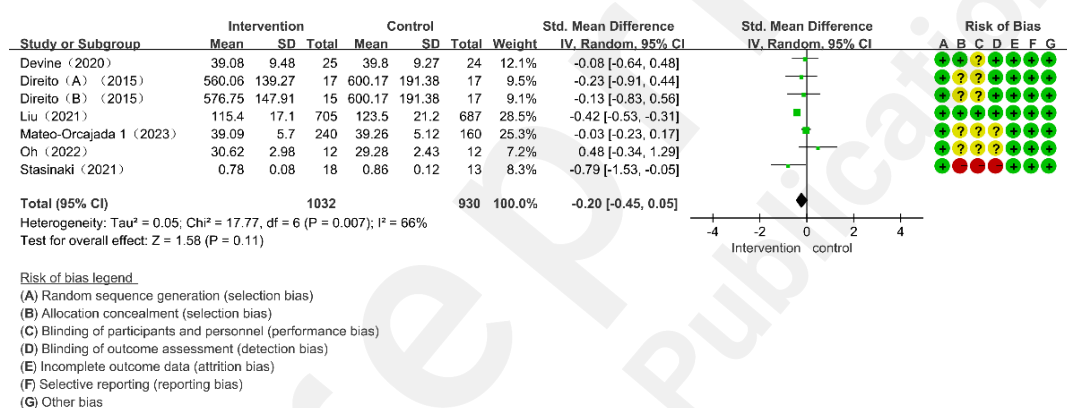 Intervention Control Std. Mean Difference Std. Mean Difference Risk of Bias
Study or Subgroup Mean SD Total Mean SD Total Weight IV, Random, 95% CI IV, Random, 95% CI A B C D E F G
Devine (2020) 39.08 9.48 25 39.8 9.27 24 12.1% -0.08 [-0.64, 0.48] + + ? + + + +
Direito (A) (2015) 560.06 139.27 17 600.17 191.38 17 9.5% -0.23 [-0.91, 0.44] + ? ? + + + +
Direito (B) (2015) 576.75 147.91 15 600.17 191.38 17 9.1% -0.13 [-0.83, 0.56] + ? ? + + + +
Liu (2021) 115.4 17.1 705 123.5 21.2 687 28.5% -0.42 [-0.53, -0.31] + + + + + + +
Mateo-Orcajada 1 (2023) 39.09 5.7 240 39.26 5.12 160 25.3% -0.03 [-0.23, 0.17] + ? ? ? + + +
Oh (2022) 30.62 2.98 12 29.28 2.43 12 7.2% 0.48 [-0.34, 1.29] + ? ? ? + + +
Stasinaki (2021) 0.78 0.08 18 0.86 0.12 13 8.3% -0.79 [-1.53, -0.05] + + + +
Total (95% CI) 1032 930 100.0% -0.20 [-0.45, 0.05]
Heterogeneity: Tau² = 0.05; Chi² = 17.77, df = 6 (P = 0.007); I² = 66%
Test for overall effect: Z = 1.58 (P = 0.11)
-4 -2 0 2 4
Intervention control
Risk of bias legend
(A) Random sequence generation (selection bias)
(B) Allocation concealment (selection bias)
(C) Blinding of participants and personnel (performance bias)
(D) Blinding of outcome assessment (detection bias)
(E) Incomplete outcome data (attrition bias)
(F) Selective reporting (reporting bias)
(G) Other bias